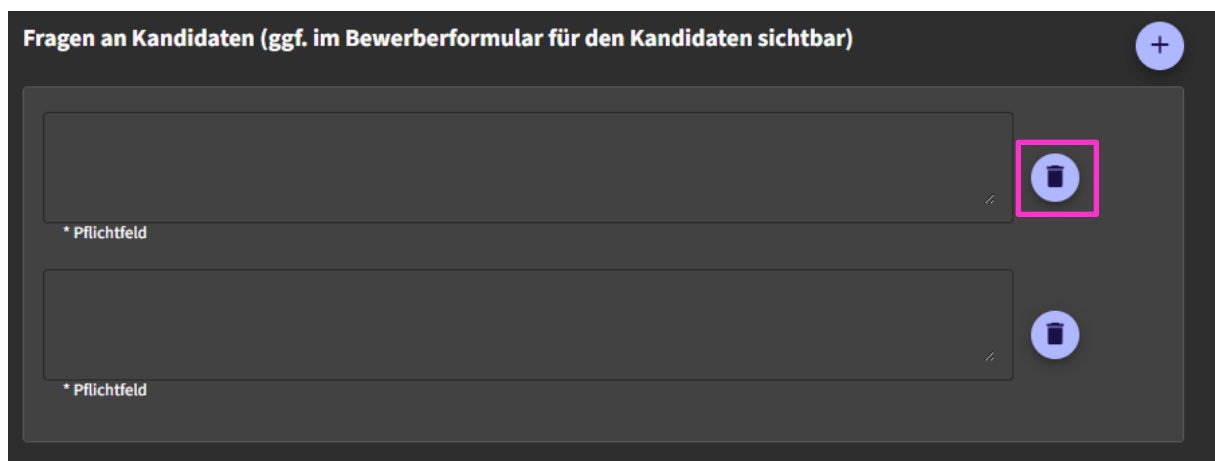 Fragen an Kandidaten (ggf. im Bewerberformular für den Kandidaten sichtbar)
+
* Pflichtfeld
* Pflichtfeld